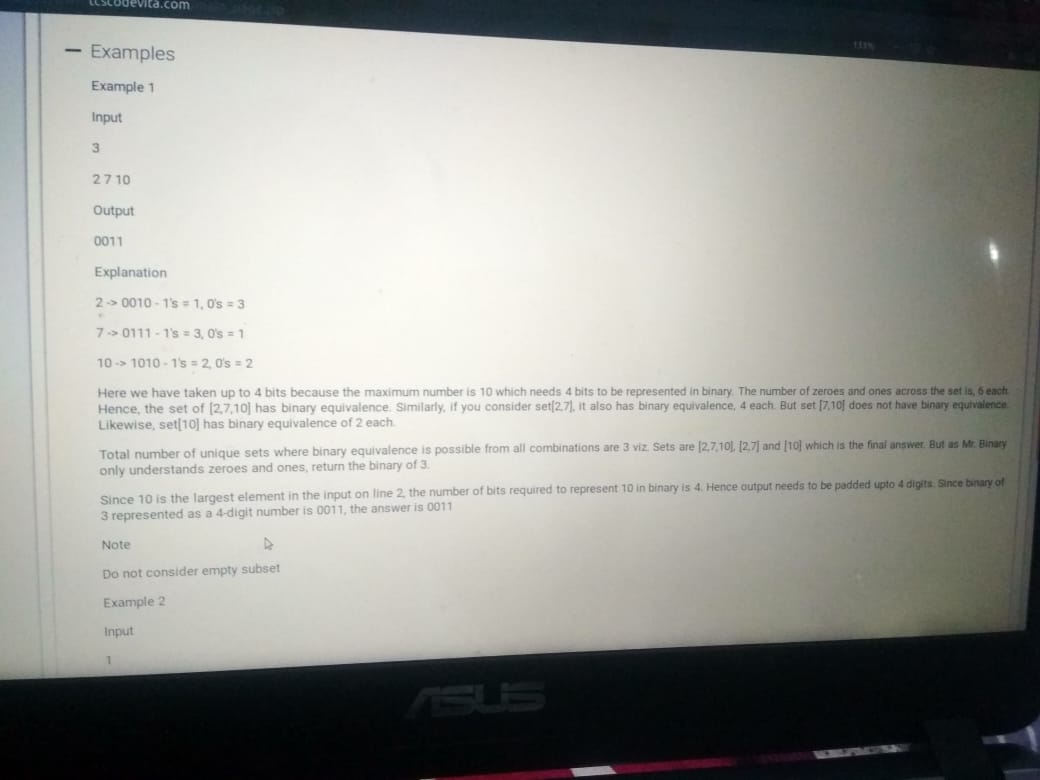 tcscodevita.com
133%
— Examples
Example 1
Input
3
2 7 10
Output
0011
Explanation
2 -> 0010 - 1's = 1, 0's = 3
7 -> 0111 - 1's = 3, 0's = 1
10 -> 1010 - 1's = 2, 0's = 2
Here we have taken up to 4 bits because the maximum number is 10 which needs 4 bits to be represented in binary. The number of zeroes and ones across the set is, 6 each.
Hence, the set of [2,7,10] has binary equivalence. Similarly, if you consider set[2,7], it also has binary equivalence, 4 each. But set [7,10] does not have binary equivalence.
Likewise, set[10] has binary equivalence of 2 each.
Total number of unique sets where binary equivalence is possible from all combinations are 3 viz. Sets are [2,7,10], [2,7] and [10] which is the final answer. But as Mr. Binary
only understands zeroes and ones, return the binary of 3.
Since 10 is the largest element in the input on line 2, the number of bits required to represent 10 in binary is 4. Hence output needs to be padded upto 4 digits. Since binary of
3 represented as a 4-digit number is 0011, the answer is 0011
Note
Do not consider empty subset
Example 2
Input
1
ASUS